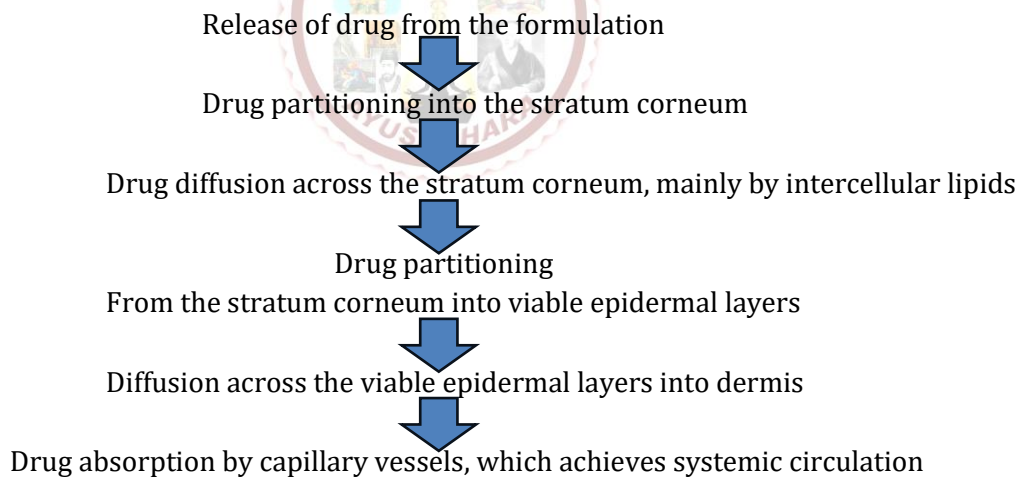 Release of drug from the formulation
Drug partitioning into the stratum corneum
Drug diffusion across the stratum corneum, mainly by intercellular lipids
Drug partitioning
From the stratum corneum into viable epidermal layers
Diffusion across the viable epidermal layers into dermis
Drug absorption by capillary vessels, which achieves systemic circulation